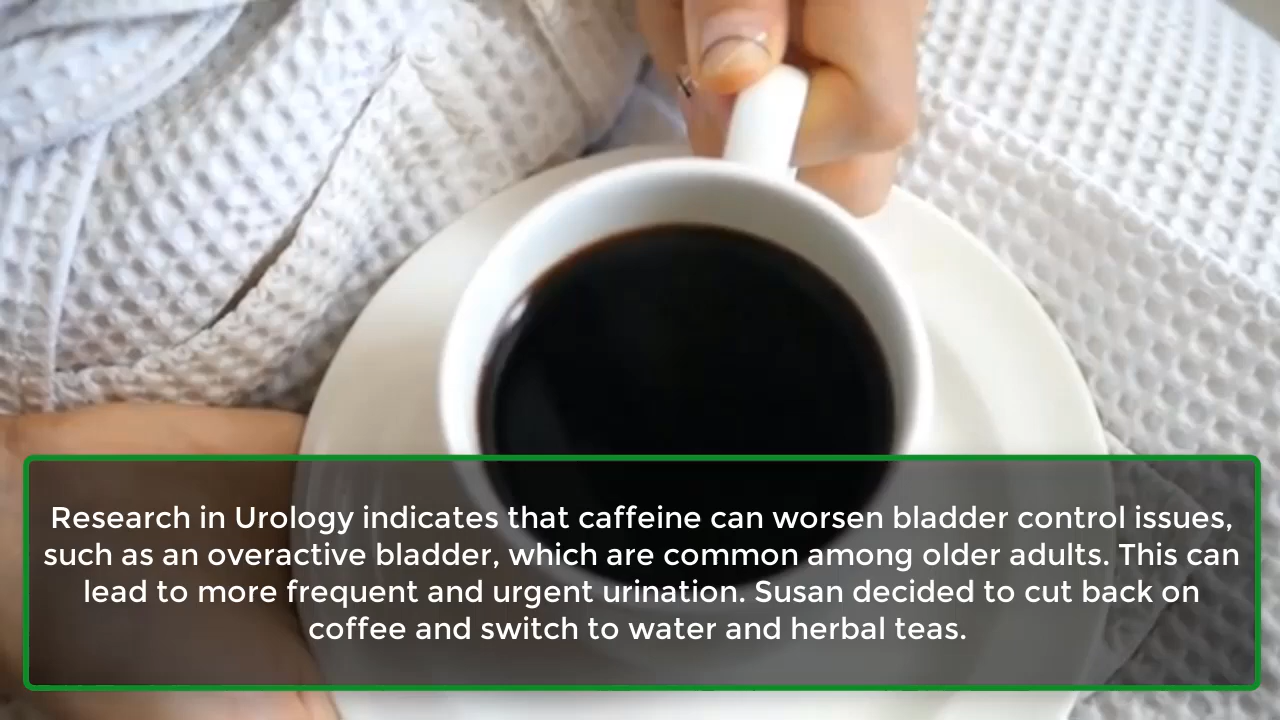 Research in Urology indicates that caffeine can worsen bladder control issues,
such as an overactive bladder, which are common among older adults. This can
lead to more frequent and urgent urination. Susan decided to cut back on
coffee and switch to water and herbal teas.